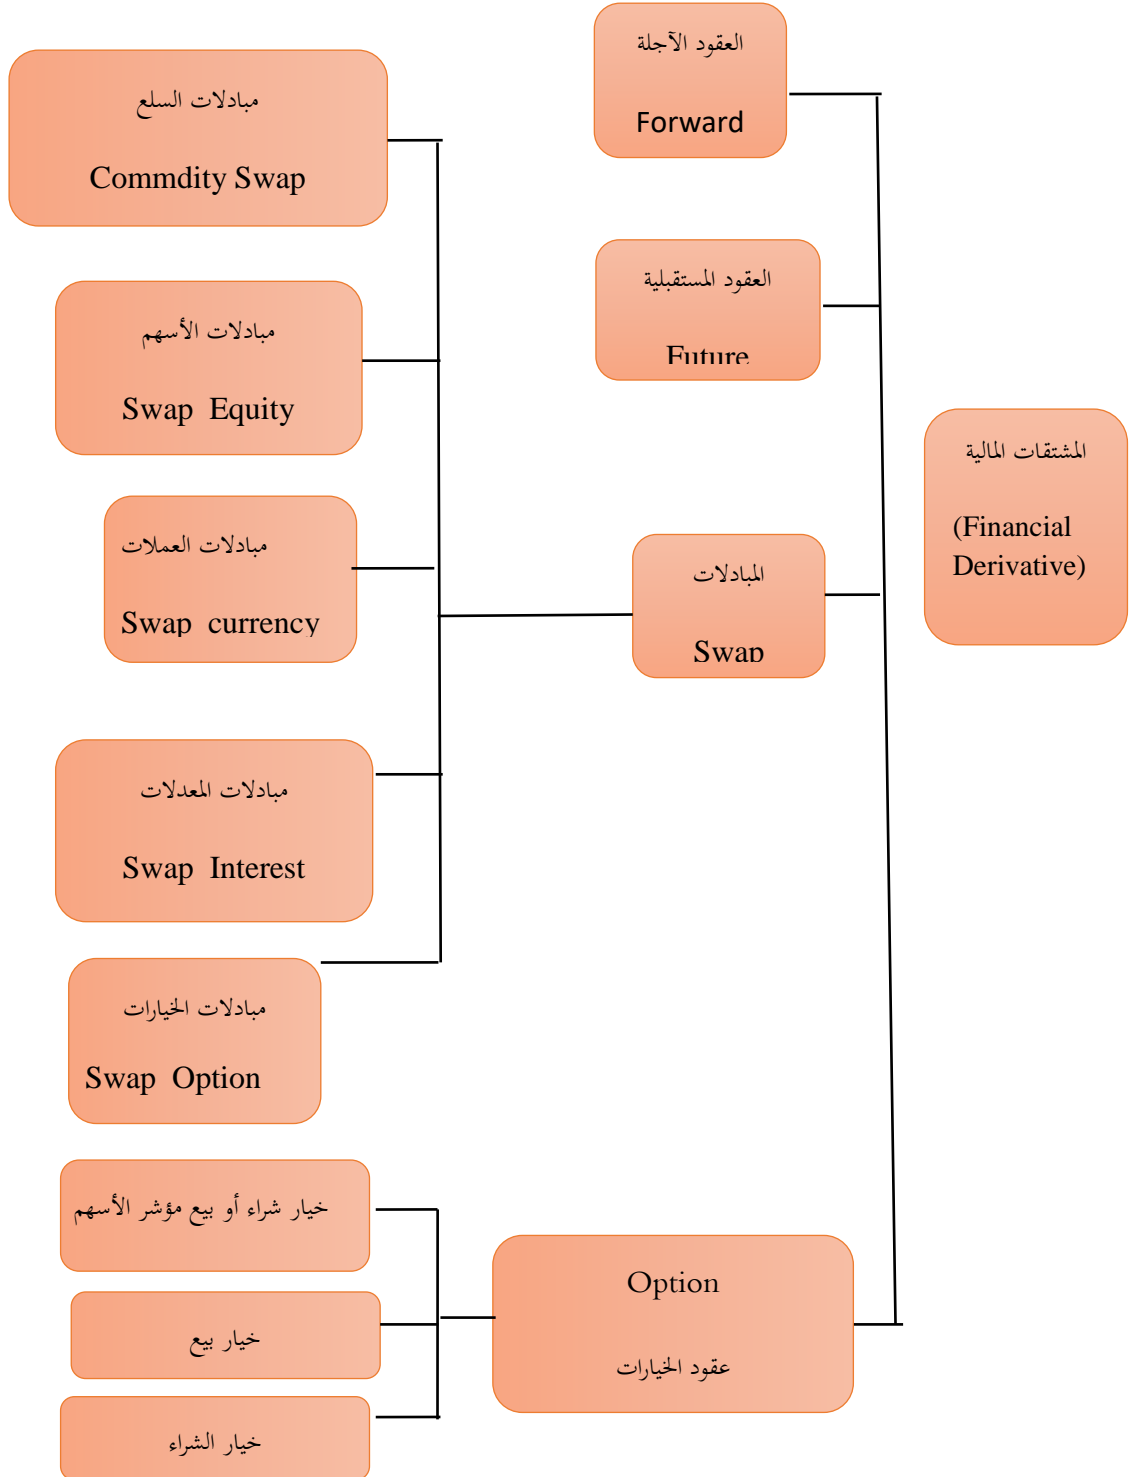 العقود الآجلة
Forward
مبادلات السلع
Commdity Swap
العقود المستقبلية
Future
مبادلات الأسهم
Swap Equity
المشتقات المالية
(Financial
Derivative)
مبادلات العملات
Swap currency
المبادلات
Swap
مبادلات المعدلات
Swap Interest
مبادلات الخيارات
Swap Option
خيار شراء أو بيع مؤشر الأسهم
Option
عقود الخيارات
خيار بيع
خيار الشراء